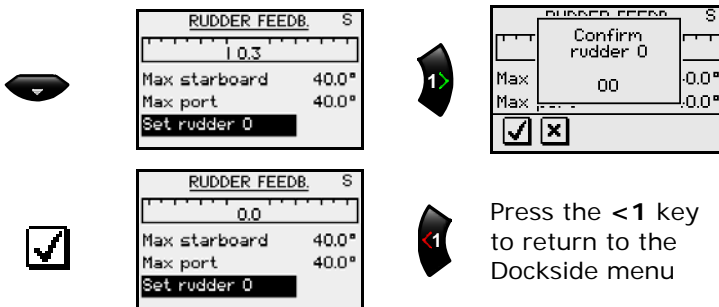 RUDDER FEEDB. S
0.3
Max starboard 40.0°
Max port 40.0°
Set rudder 0
1>
S
Confirm
rudder 0
00
Max 0.0°
Max 0.0°
RUDDER FEEDB. S
0.0
Max starboard 40.0°
Max port 40.0°
Set rudder 0
<1
Press the <1 key
to return to the
Dockside menu